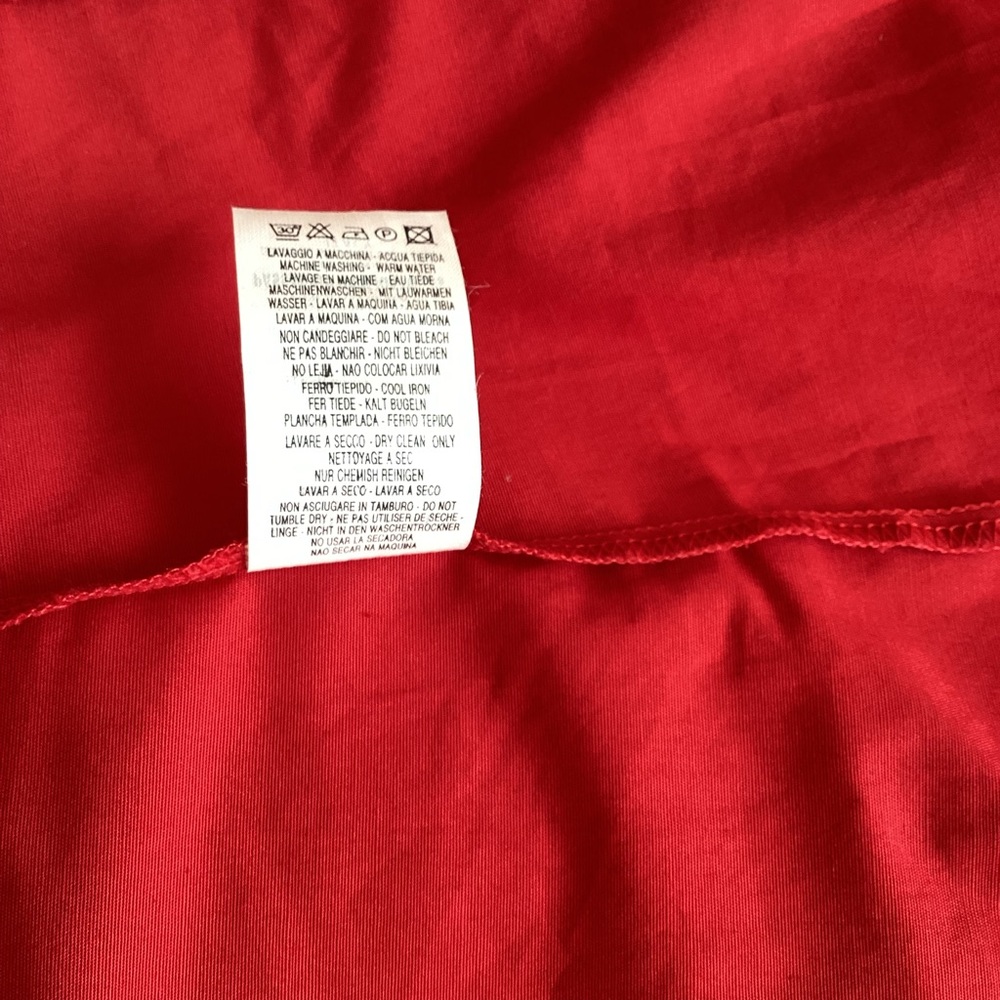 30° P
LAVAGGIO A MACCHINA - ACQUA TIEPIDA
MACHINE WASHING - WARM WATER
LAVAGE EN MACHINE - EAU TIÈDE
MASCHINENWASCHEN - MIT LAUWARMEN
WASSER - LAVAR A MAQUINA - AGUA TIBIA
LAVAR A MAQUINA - COM AGUA MORNA
NON CANDEGGIARE - DO NOT BLEACH
NE PAS BLANCHIR - NICHT BLEICHEN
NO LEJIA - NAO COLOCAR LIXIVIA
FERRO TIEPIDO - COOL IRON
FER TIEDE - KALT BUGELN
PLANCHA TEMPLADA - FERRO TEPIDO
LAVARE A SECCO - DRY CLEAN ONLY
NETTOYAGE A SEC
NUR CHEMISH REINIGEN
LAVAR A SECO - LAVAR A SECO
NON ASCIUGARE IN TAMBURO - DO NOT
TUMBLE DRY - NE PAS UTILISER DE SECHE -
LINGE - NICHT IN DEN WASCHENTROCKNER
NO USAR LA SECADORA
NAO SECAR NA MAQUINA